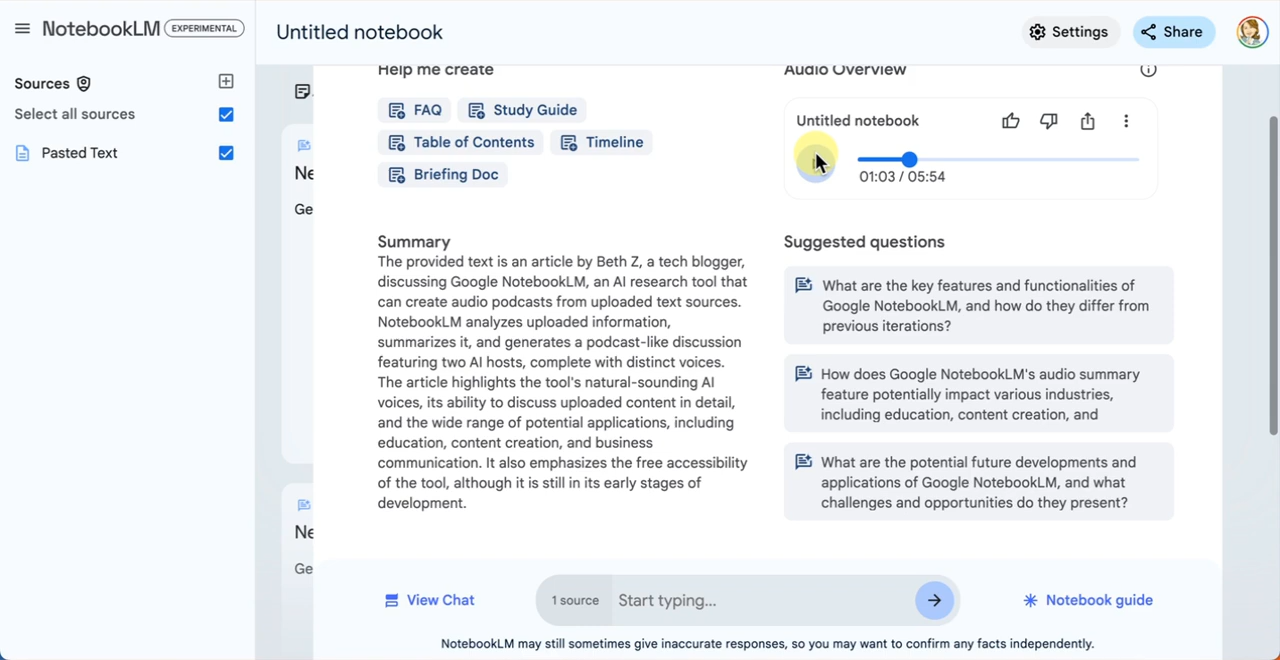 NotebookLM EXPERIMENTAL
Untitled notebook
Settings
Share
Sources
Select all sources
Pasted Text
Ne
Ge
Ne
Ge
Help me create
FAQ
Study Guide
Table of Contents
Timeline
Briefing Doc
Audio Overview
Untitled notebook
01:03 / 05:54
Summary
The provided text is an article by Beth Z, a tech blogger,
discussing Google NotebookLM, an AI research tool that
can create audio podcasts from uploaded text sources.
NotebookLM analyzes uploaded information,
summarizes it, and generates a podcast-like discussion
featuring two AI hosts, complete with distinct voices.
The article highlights the tool's natural-sounding AI
voices, its ability to discuss uploaded content in detail,
and the wide range of potential applications, including
education, content creation, and business
communication. It also emphasizes the free accessibility
of the tool, although it is still in its early stages of
development.
Suggested questions
What are the key features and functionalities of
Google NotebookLM, and how do they differ from
previous iterations?
How does Google NotebookLM's audio summary
feature potentially impact various industries,
including education, content creation, and
What are the potential future developments and
applications of Google NotebookLM, and what
challenges and opportunities do they present?
View Chat
1 source
Start typing...
Notebook guide
NotebookLM may still sometimes give inaccurate responses, so you may want to confirm any facts independently.